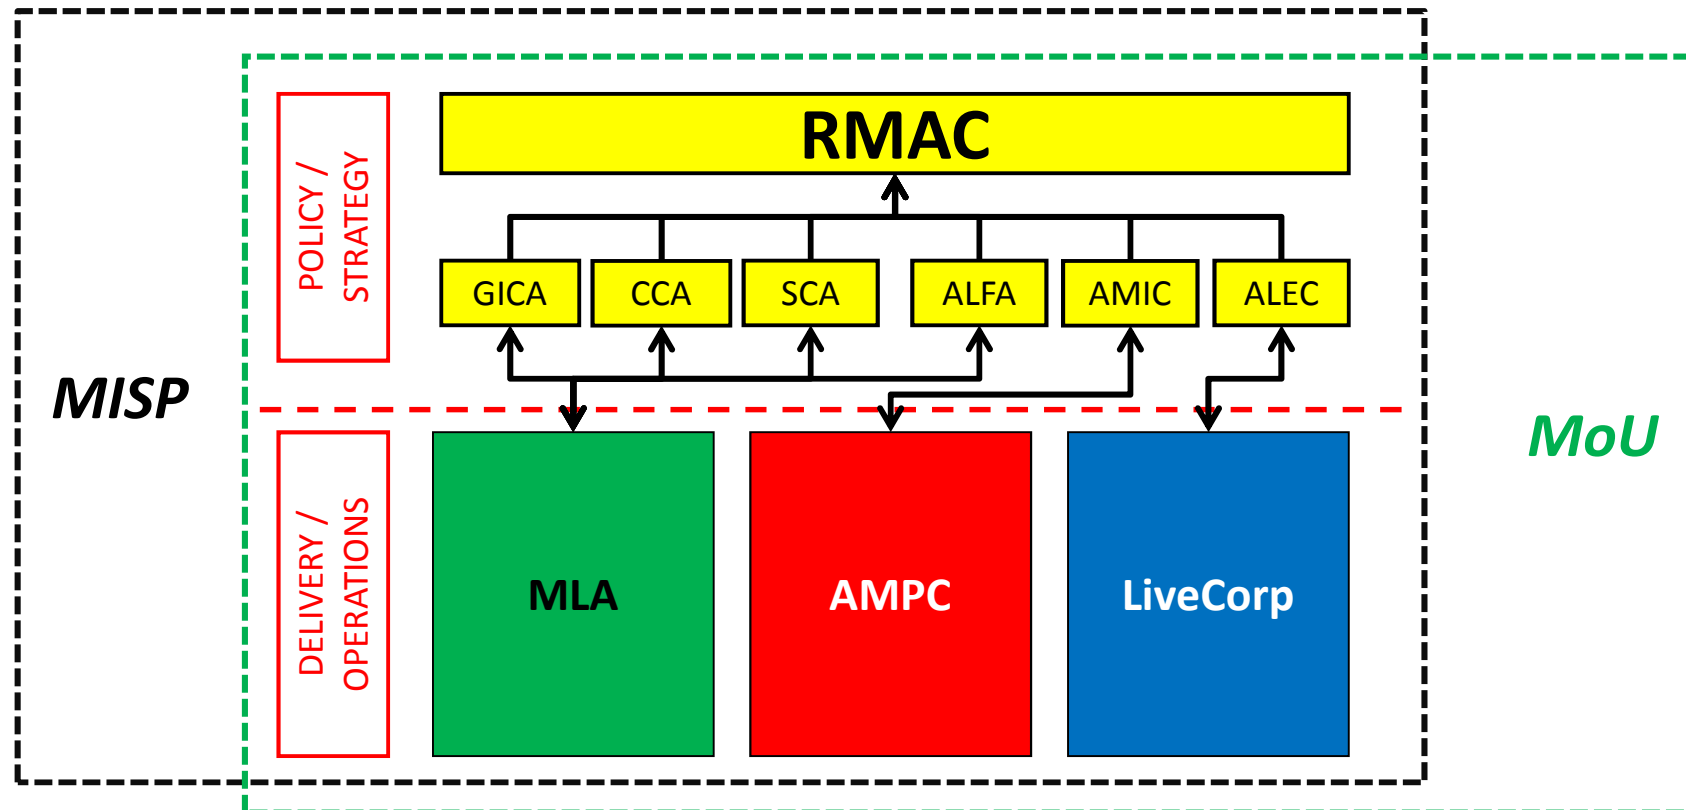 RMAC
POLICY /
STRATEGY
GICA
CCA
SCA
ALFA
AMIC
ALEC
MISP
MoU
DELIVERY /
OPERATIONS
MLA
AMPC
LiveCorp